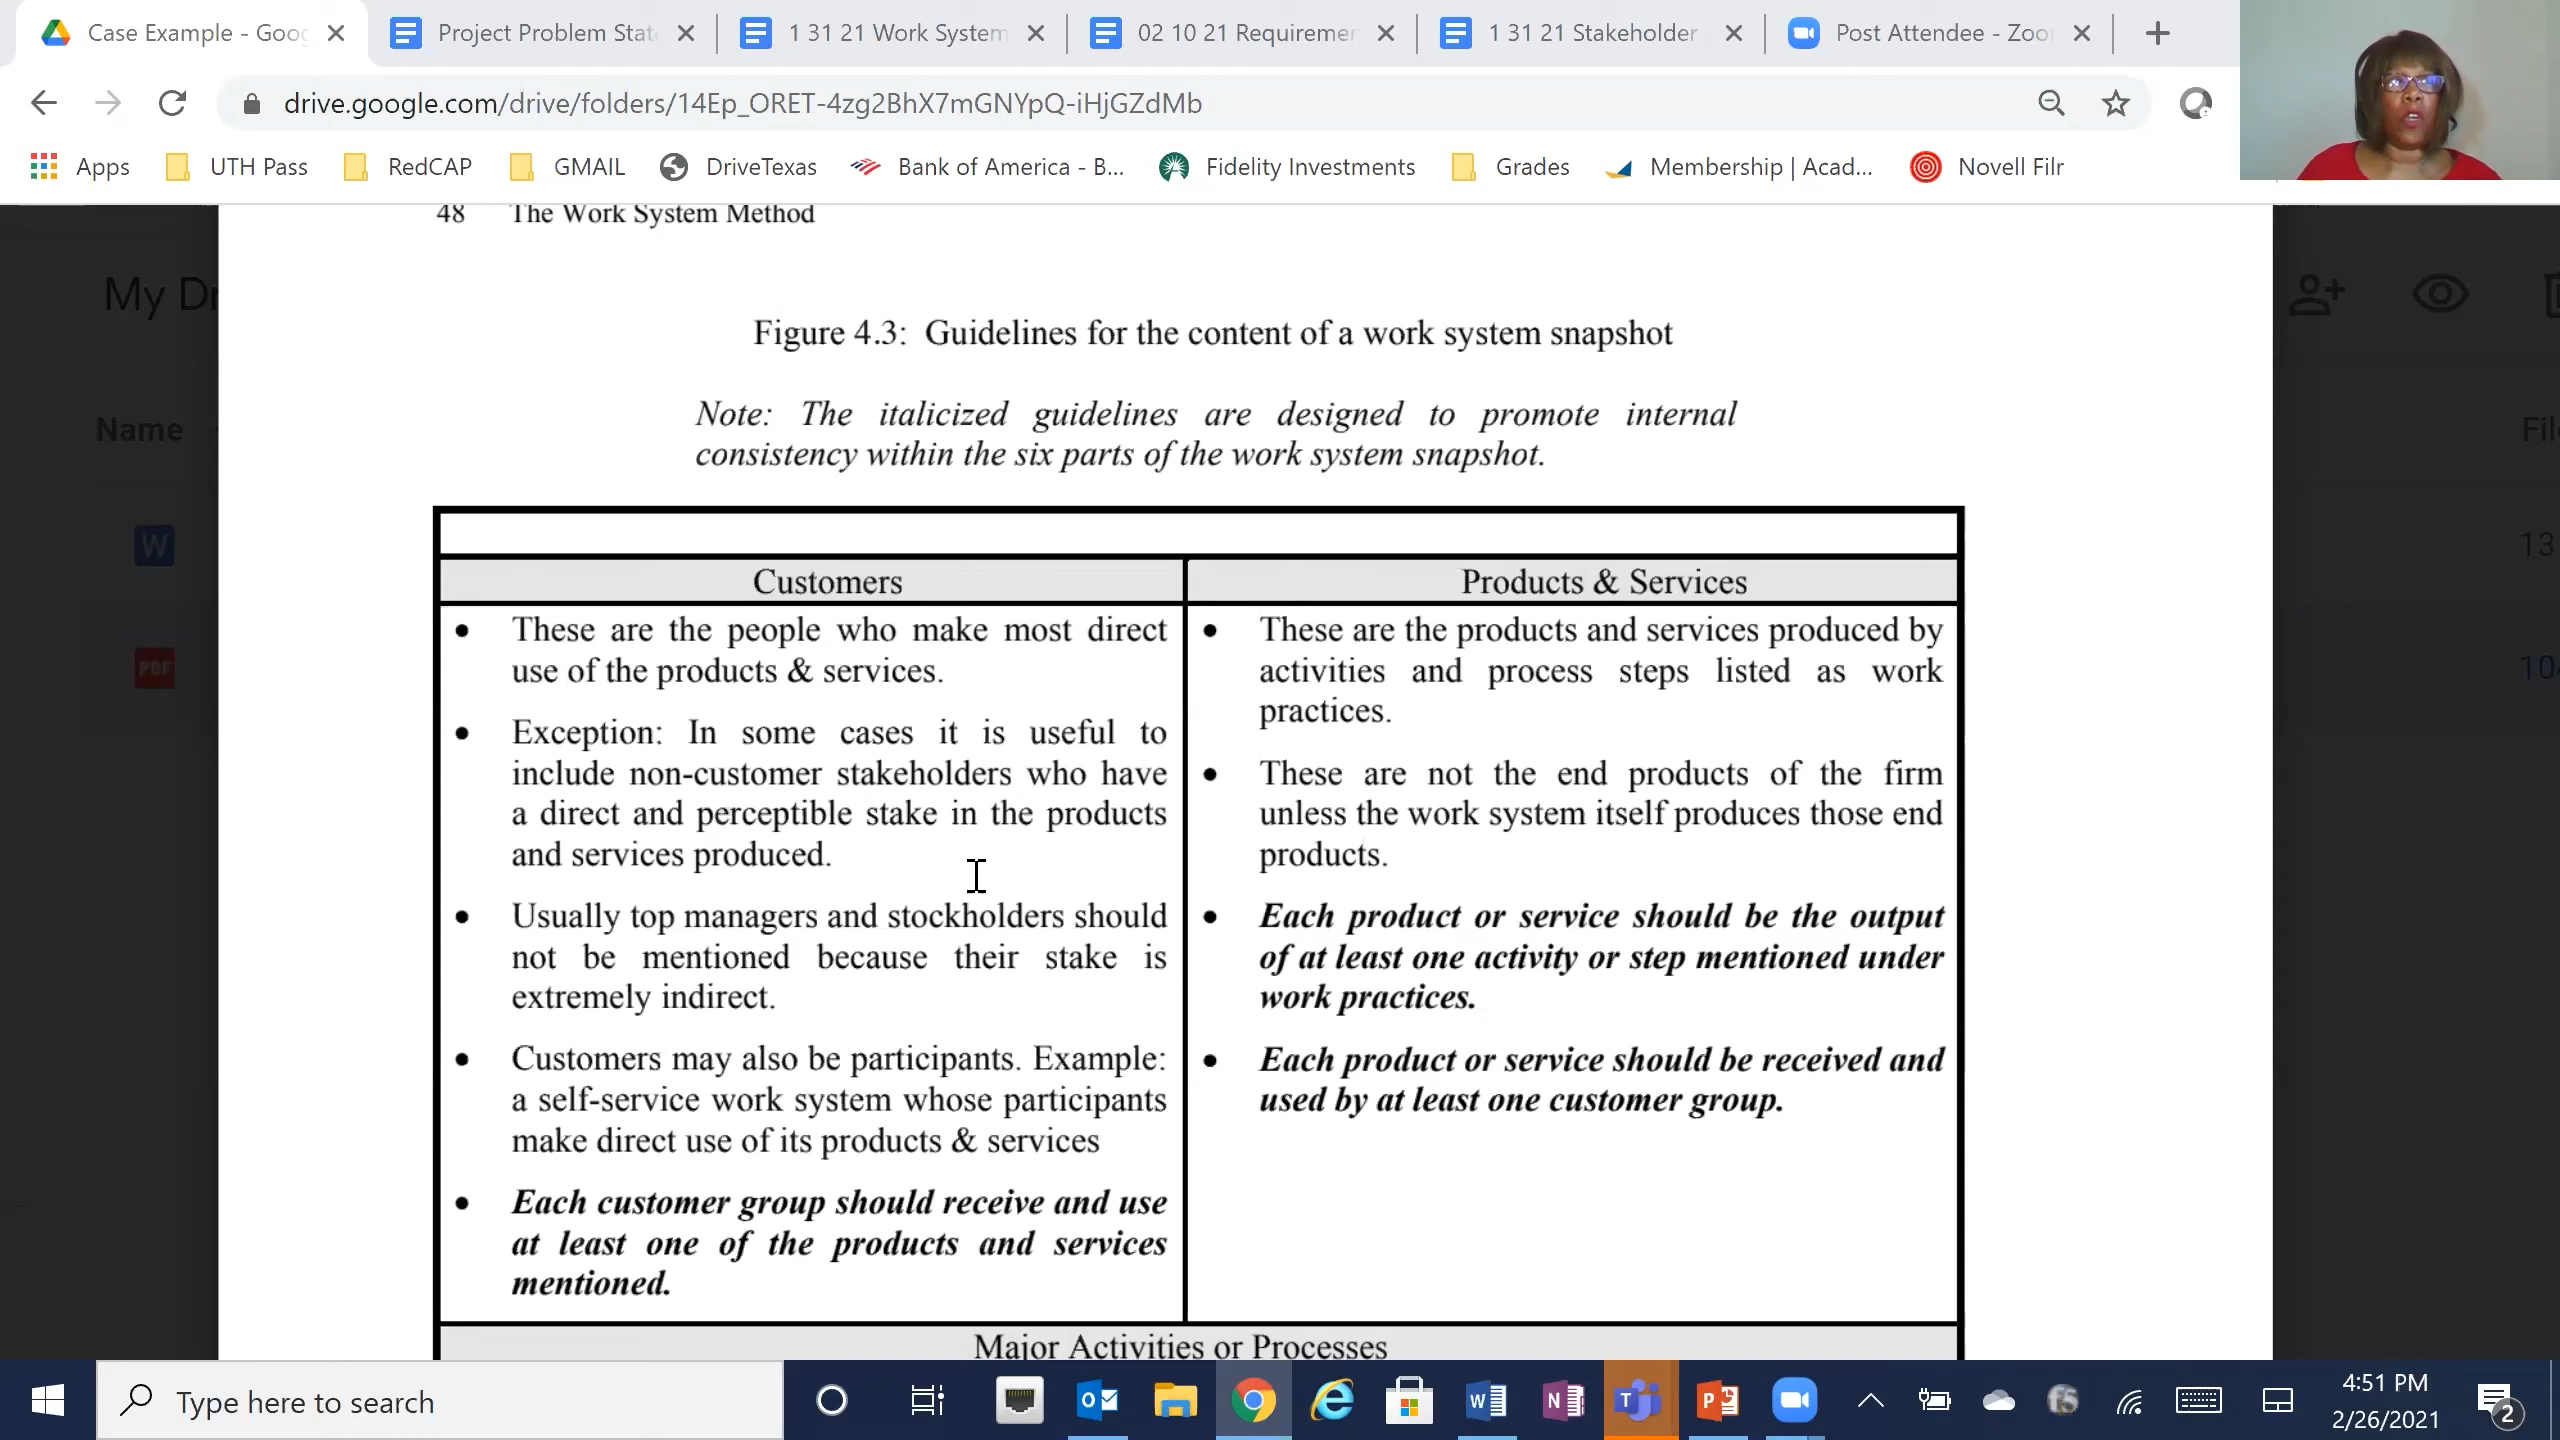 Case Example - Goog
Project Problem State
1 31 21 Work System
02 10 21 Requiremen
1 31 21 Stakeholder
Post Attendee - Zoo
drive.google.com/drive/folders/14Ep_ORET-4zg2BhX7mGNYpQ-iHjGZdMb
Apps
UTH Pass
RedCAP
GMAIL
DriveTexas
Bank of America - B...
Fidelity Investments
Grades
Membership | Acad...
Novell Filr
48 The Work System Method
My Dr
Figure 4.3: Guidelines for the content of a work system snapshot
Note: The italicized guidelines are designed to promote internal
consistency within the six parts of the work system snapshot.
Name
File
W
13
PDF
104
Customers
These are the people who make most direct
use of the products & services.
Exception: In some cases it is useful to
include non-customer stakeholders who have
a direct and perceptible stake in the products
and services produced.
Usually top managers and stockholders should
not be mentioned because their stake is
extremely indirect.
Customers may also be participants. Example:
a self-service work system whose participants
make direct use of its products & services
Each customer group should receive and use
at least one of the products and services
mentioned.
Products & Services
These are the products and services produced by
activities and process steps listed as work
practices.
These are not the end products of the firm
unless the work system itself produces those end
products.
Each product or service should be the output
of at least one activity or step mentioned under
work practices.
Each product or service should be received and
used by at least one customer group.
Major Activities or Processes
Type here to search
4:51 PM
2/26/2021
2